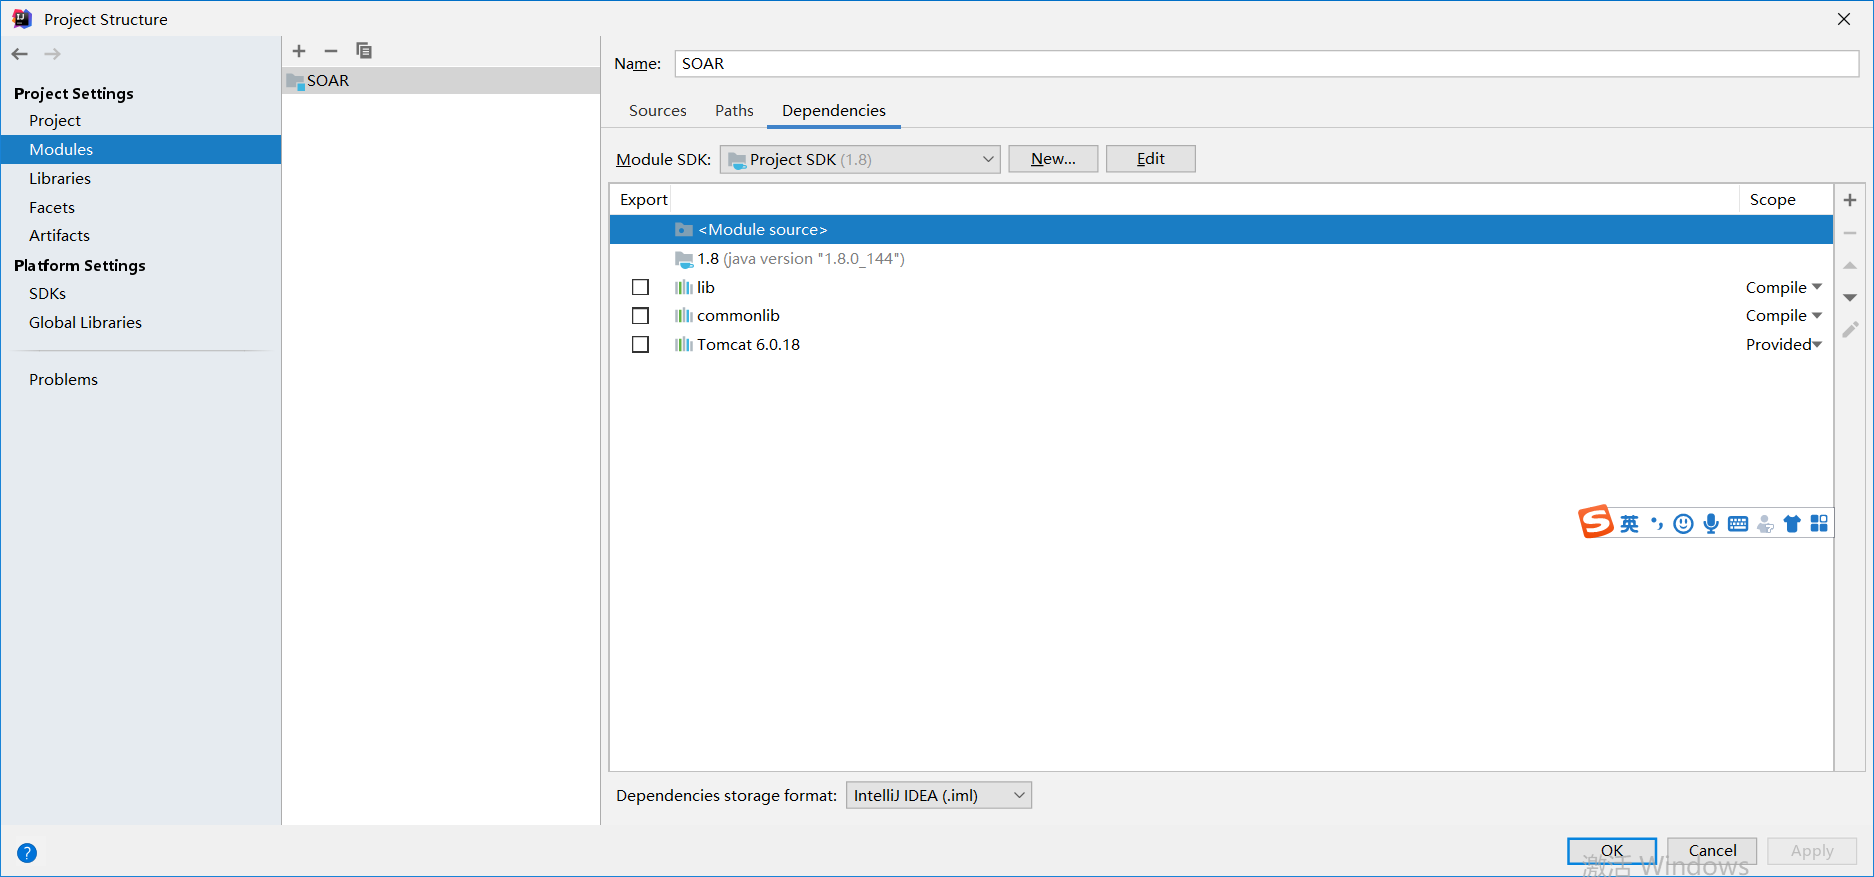 Project Structure
Project Settings
Project
Modules
Libraries
Facets
Artifacts
Platform Settings
SDKs
Global Libraries
Problems
SOAR
Name: SOAR
Sources Paths Dependencies
Module SDK: Project SDK (1.8) New... Edit
Export Scope
<Module source>
1.8 (java version "1.8.0_144")
lib Compile
commonlib Compile
Tomcat 6.0.18 Provided
英
Dependencies storage format: IntelliJ IDEA (.iml)
? OK Cancel Apply
激活 Windows